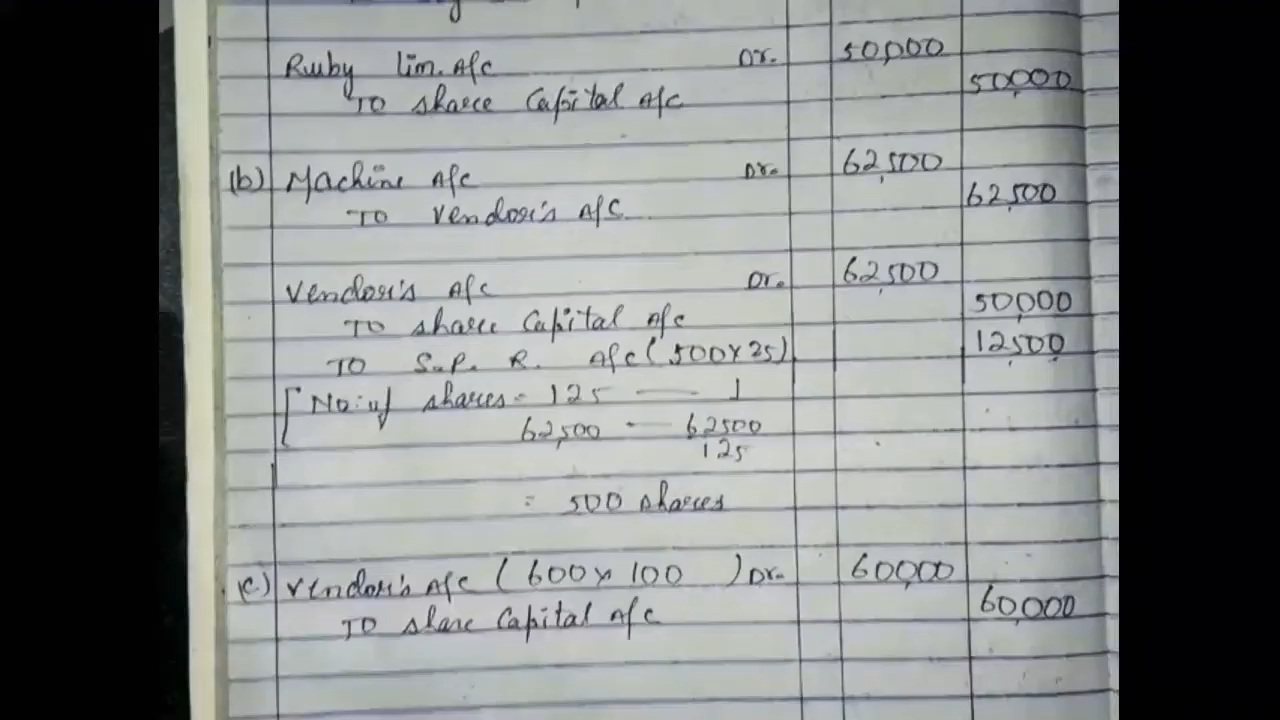 Ruby lim. A/c Dr. 50,000
To share Capital A/c 50,000
(b) Machine A/c Dr. 62,500
To vendor's A/c 62,500
Vendor's A/c Dr. 62,500
To share Capital A/c 50,000
To S.P. R. A/c (500 x 25) 12,500
[No: of shares = 125 — 1
62,500 - 62500
125
= 500 shares
(c) Vendor's A/c (600 x 100 ) Dr. 60,000
To share Capital A/c 60,000